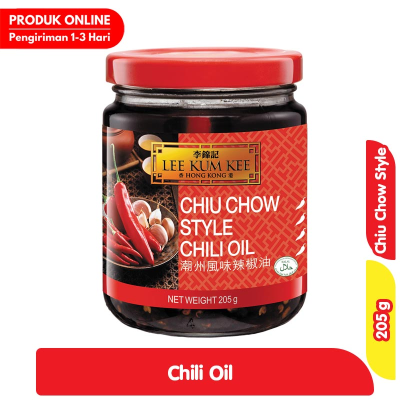 PRODUK ONLINE
Pengiriman 1-3 Hari
李錦記
LEE KUM KEE
HONG KONG
CHIU CHOW
STYLE
CHILI OIL
潮州風味辣椒油
NET WEIGHT 205 g
Chiu Chow Style
205 g
Chili Oil